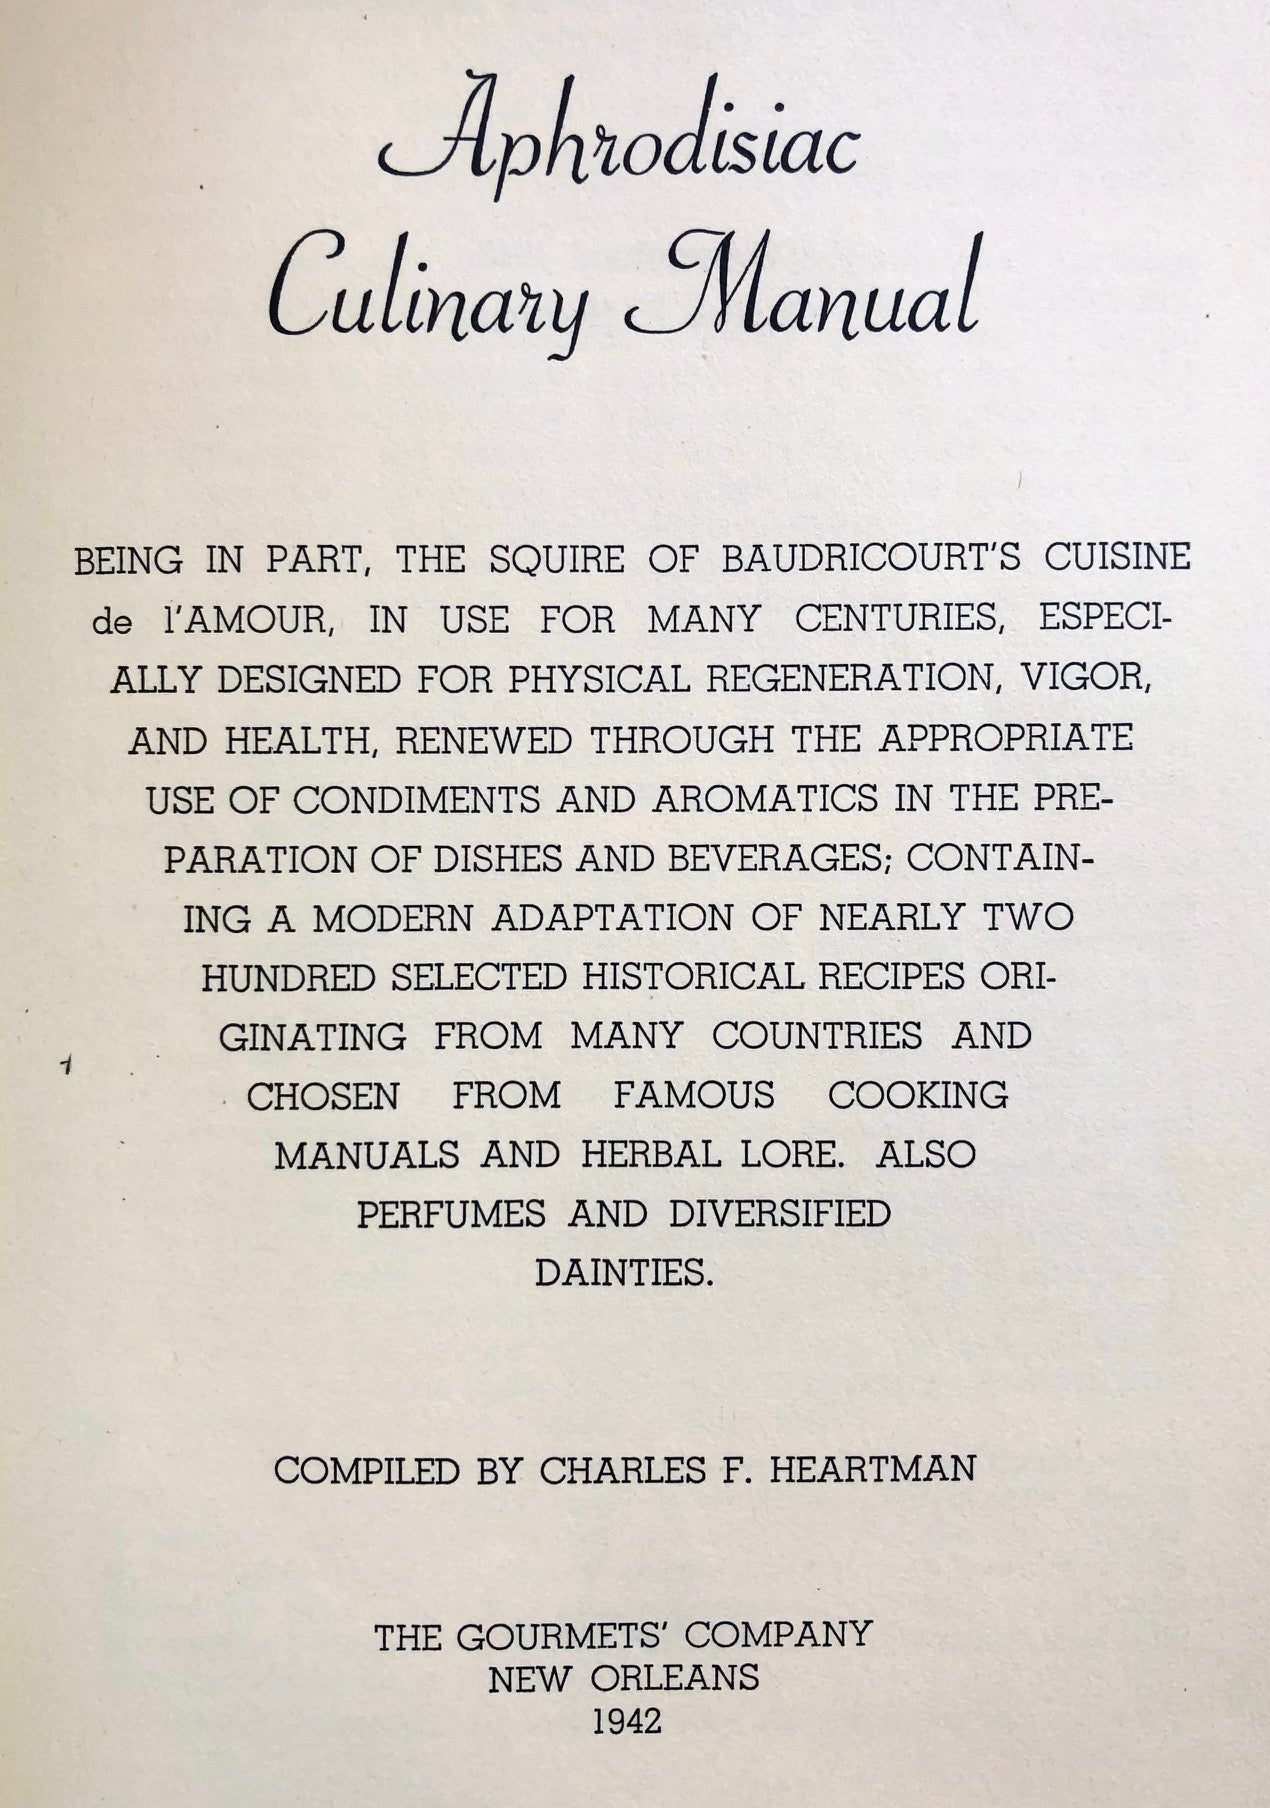 Aphrodisiac
Culinary Manual
BEING IN PART, THE SQUIRE OF BAUDRICOURT'S CUISINE
de l'AMOUR, IN USE FOR MANY CENTURIES, ESPECI-
ALLY DESIGNED FOR PHYSICAL REGENERATION, VIGOR,
AND HEALTH, RENEWED THROUGH THE APPROPRIATE
USE OF CONDIMENTS AND AROMATICS IN THE PRE-
PARATION OF DISHES AND BEVERAGES; CONTAIN-
ING A MODERN ADAPTATION OF NEARLY TWO
HUNDRED SELECTED HISTORICAL RECIPES ORI-
GINATING FROM MANY COUNTRIES AND
CHOSEN FROM FAMOUS COOKING
MANUALS AND HERBAL LORE. ALSO
PERFUMES AND DIVERSIFIED
DAINTIES.
COMPILED BY CHARLES F. HEARTMAN
THE GOURMETS' COMPANY
NEW ORLEANS
1942